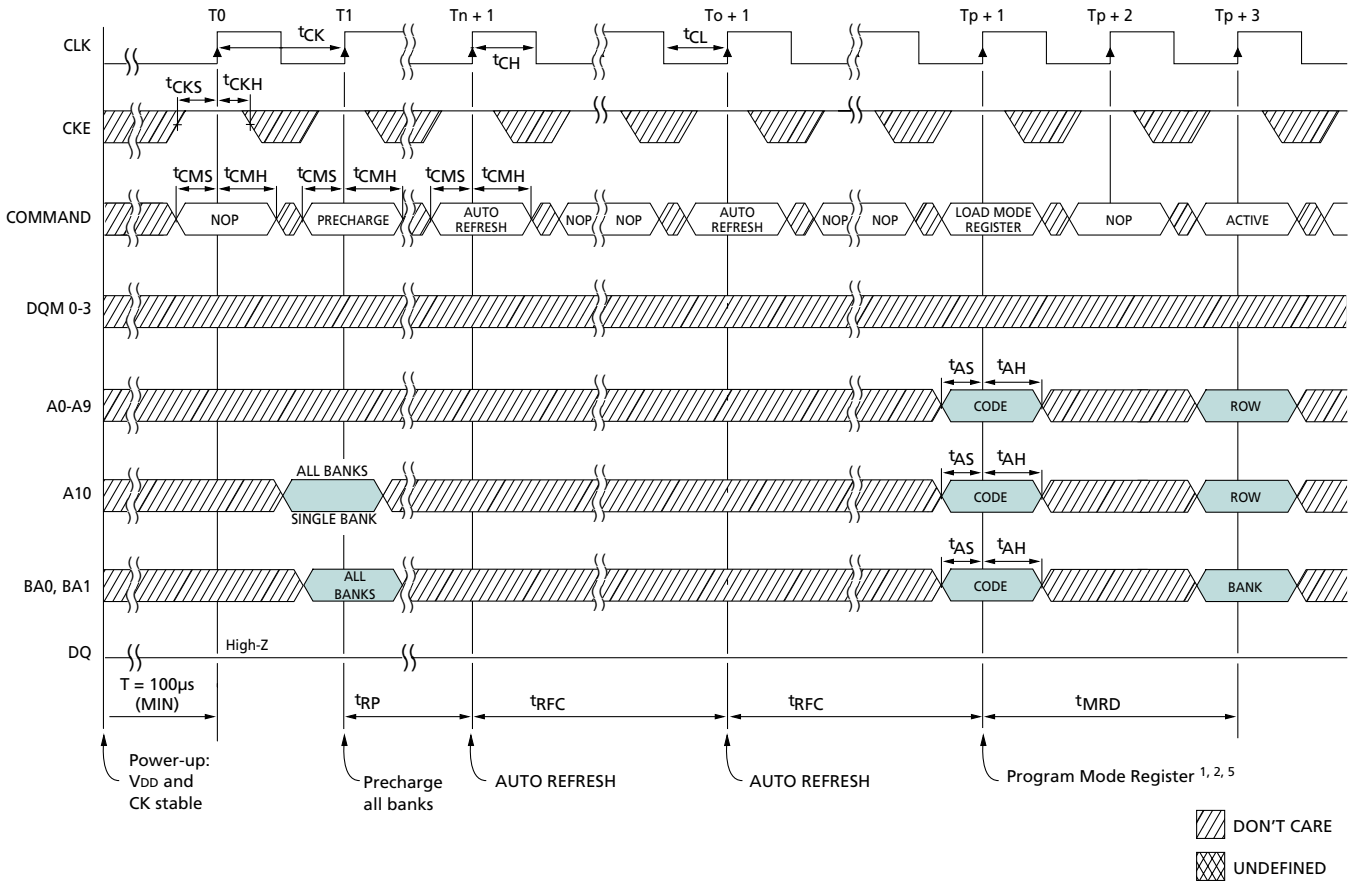 T0 T1 Tn + 1 To + 1 Tp + 1 Tp + 2 Tp + 3
CLK tCK tCH tCL
tCKS tCKH
CKE
tCMS tCMH tCMS tCMH tCMS tCMH
COMMAND NOP PRECHARGE AUTO REFRESH NOP NOP AUTO REFRESH NOP NOP LOAD MODE REGISTER NOP ACTIVE
DQM 0-3
tAS tAH
A0-A9 CODE ROW
ALL BANKS tAS tAH
A10 CODE ROW
SINGLE BANK
tAS tAH
BA0, BA1 ALL BANKS CODE BANK
DQ High-Z
T = 100µs
(MIN)
tRP tRFC tRFC tMRD
Power-up:
VDD and
CK stable
Precharge
all banks
AUTO REFRESH
AUTO REFRESH
Program Mode Register 1, 2, 5
DON'T CARE
UNDEFINED